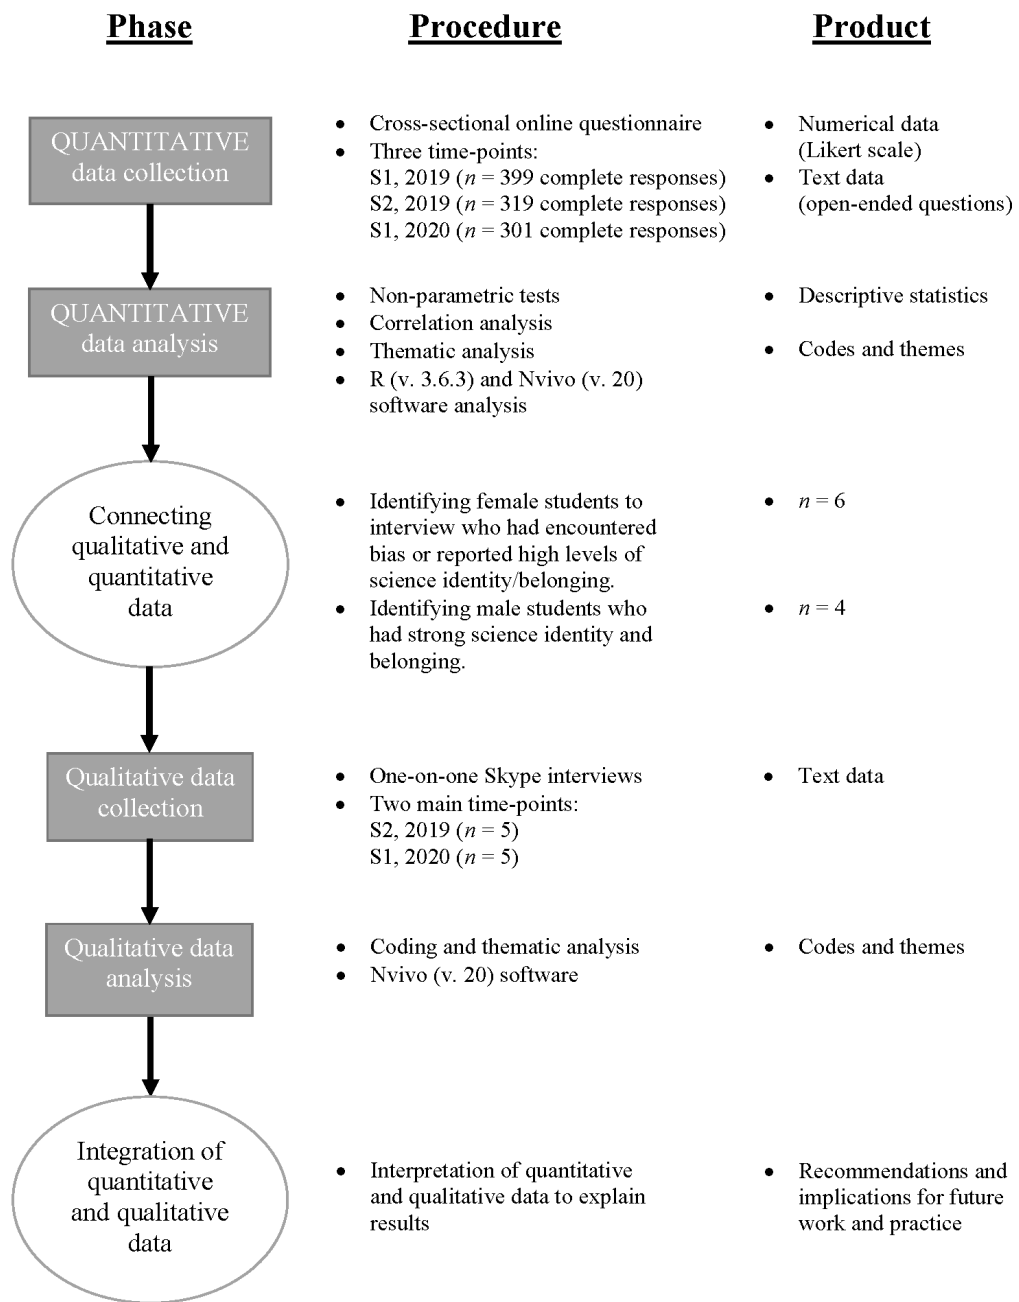 Phase
Procedure
Product
QUANTITATIVE
data collection
• Cross-sectional online questionnaire
• Three time-points:
S1, 2019 (n = 399 complete responses)
S2, 2019 (n = 319 complete responses)
S1, 2020 (n = 301 complete responses)
• Numerical data
(Likert scale)
• Text data
(open-ended questions)
QUANTITATIVE
data analysis
• Non-parametric tests
• Correlation analysis
• Thematic analysis
• R (v. 3.6.3) and Nvivo (v. 20)
software analysis
• Descriptive statistics
• Codes and themes
Connecting
qualitative and
quantitative
data
• Identifying female students to
interview who had encountered
bias or reported high levels of
science identity/belonging.
• Identifying male students who
had strong science identity and
belonging.
• n = 6
• n = 4
Qualitative data
collection
• One-on-one Skype interviews
• Two main time-points:
S2, 2019 (n = 5)
S1, 2020 (n = 5)
• Text data
Qualitative data
analysis
• Coding and thematic analysis
• Nvivo (v. 20) software
• Codes and themes
Integration of
quantitative
and qualitative
data
• Interpretation of quantitative
and qualitative data to explain
results
• Recommendations and
implications for future
work and practice